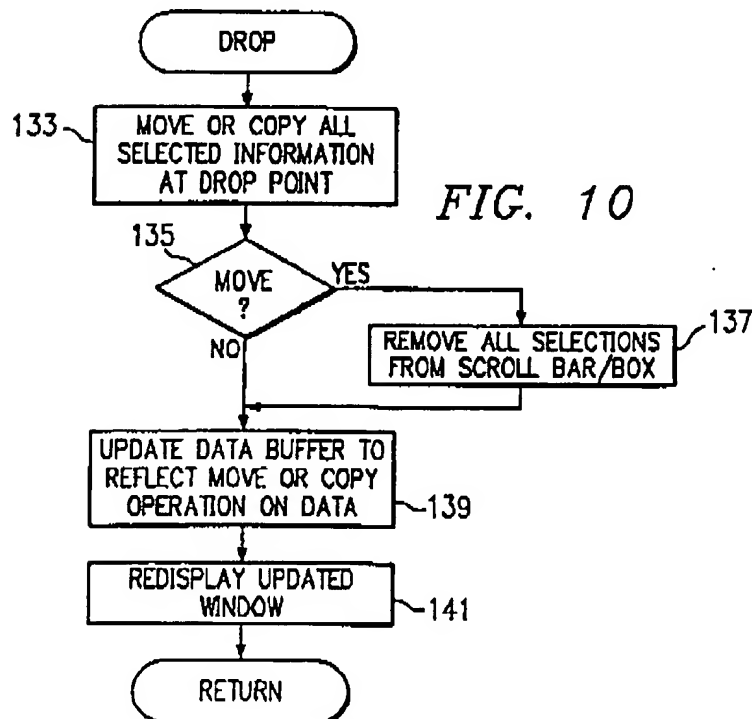 DROP
133
MOVE OR COPY ALL
SELECTED INFORMATION
AT DROP POINT
FIG. 10
135
MOVE
?
YES
NO
137
REMOVE ALL SELECTIONS
FROM SCROLL BAR/BOX
UPDATE DATA BUFFER TO
REFLECT MOVE OR COPY
OPERATION ON DATA
139
REDISPLAY UPDATED
WINDOW
141
RETURN